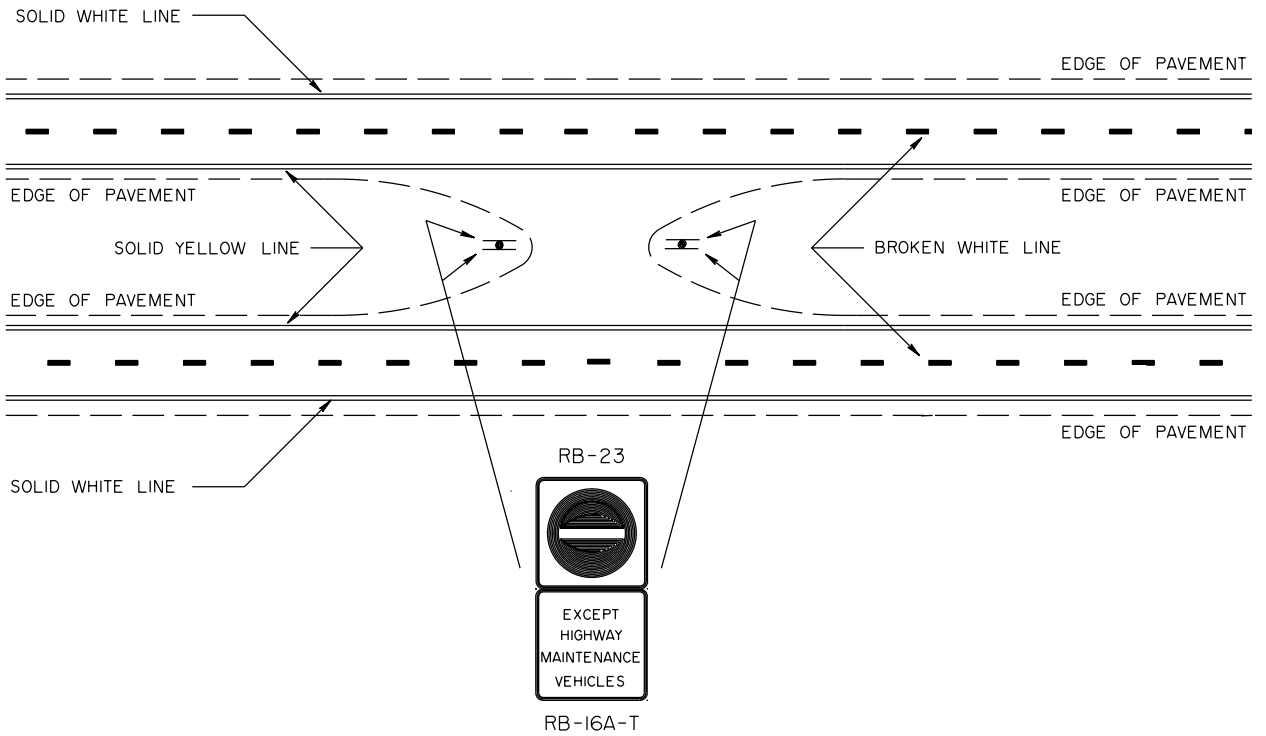 SOLID WHITE LINE
EDGE OF PAVEMENT
EDGE OF PAVEMENT
EDGE OF PAVEMENT
SOLID YELLOW LINE
BROKEN WHITE LINE
EDGE OF PAVEMENT
EDGE OF PAVEMENT
EDGE OF PAVEMENT
SOLID WHITE LINE
RB-23
EXCEPT
HIGHWAY
MAINTENANCE
VEHICLES
RB-16A-T